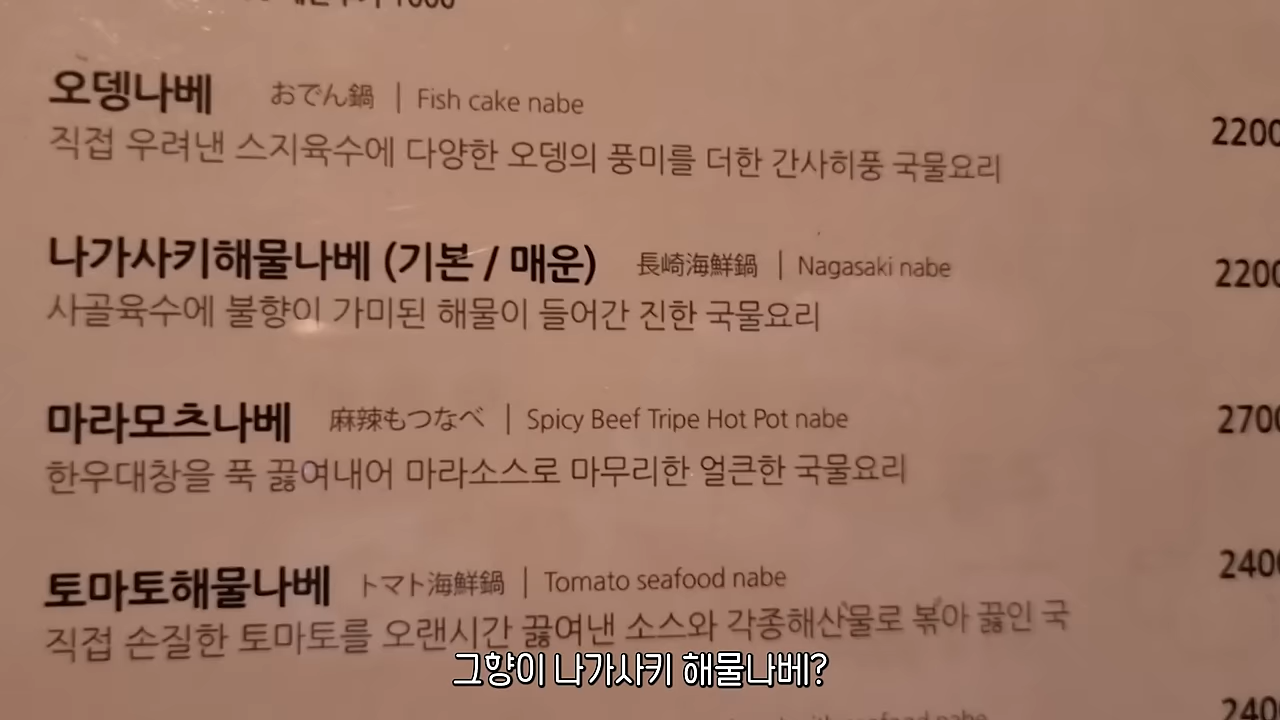 오뎅나베 おでん鍋 | Fish cake nabe
직접 우려낸 스지육수에 다양한 오뎅의 풍미를 더한 간사히풍 국물요리 2200
나가사키해물나베 (기본 / 매운) 長崎海鮮鍋 | Nagasaki nabe
사골육수에 불향이 가미된 해물이 들어간 진한 국물요리 2200
마라모츠나베 麻辣もつなべ | Spicy Beef Tripe Hot Pot nabe 2700
한우대창을 푹 끓여내어 마라소스로 마무리한 얼큰한 국물요리
토마토해물나베 トマト海鮮鍋 | Tomato seafood nabe 2400
직접 손질한 토마토를 오랜시간 끓여낸 소스와 각종해산물로 볶아 끓인 국
그향이 나가사키 해물나베?
seafood nabe 240